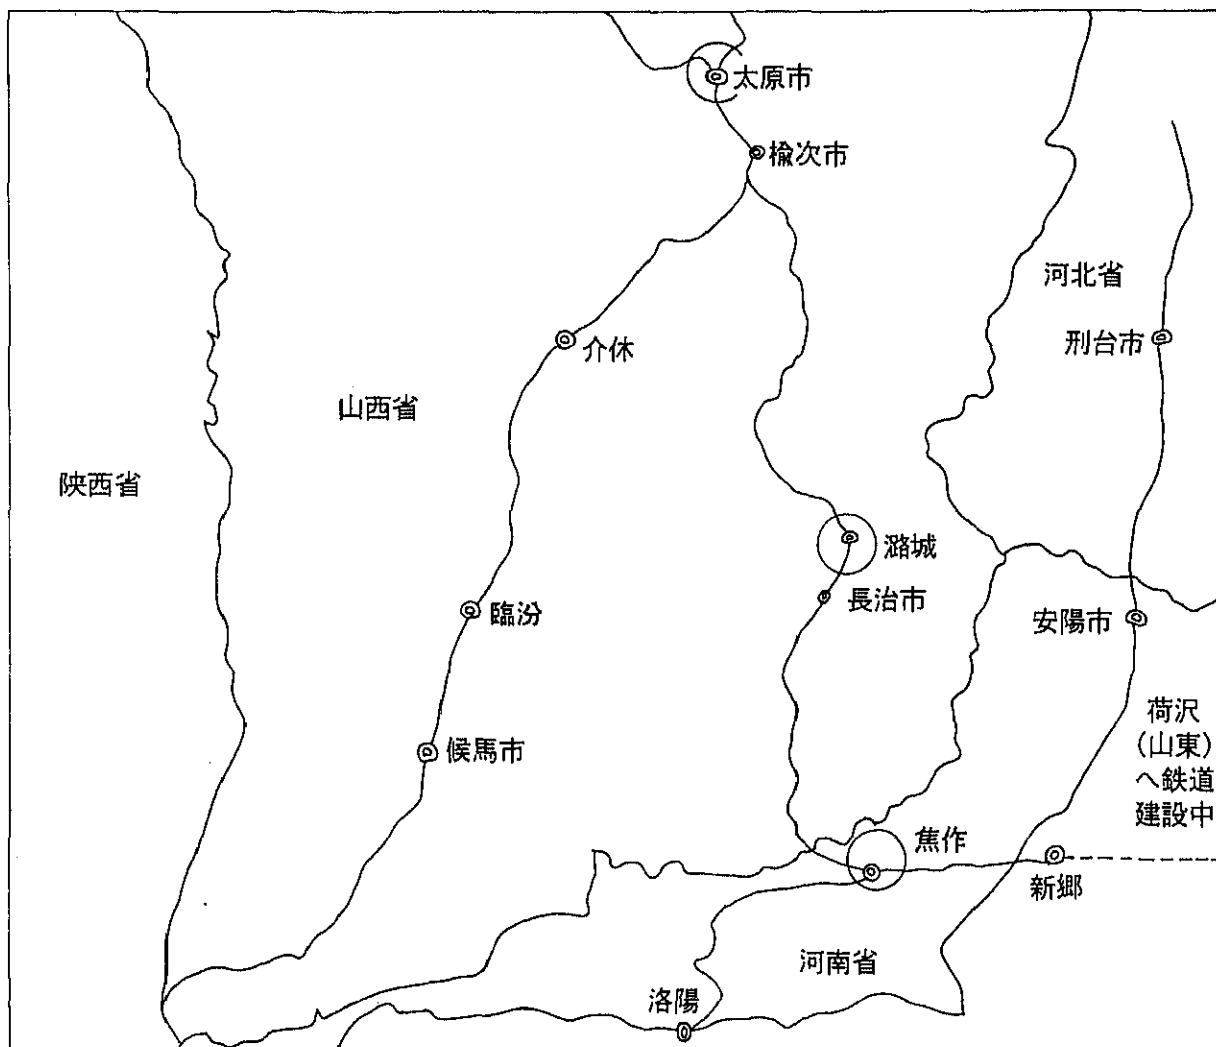 太原市
楡次市
河北省
刑台市
介休
山西省
陕西省
潞城
長治市
臨汾
安陽市
候馬市
荷沢
(山東)
へ鉄道
建設中
焦作
新郷
河南省
洛陽